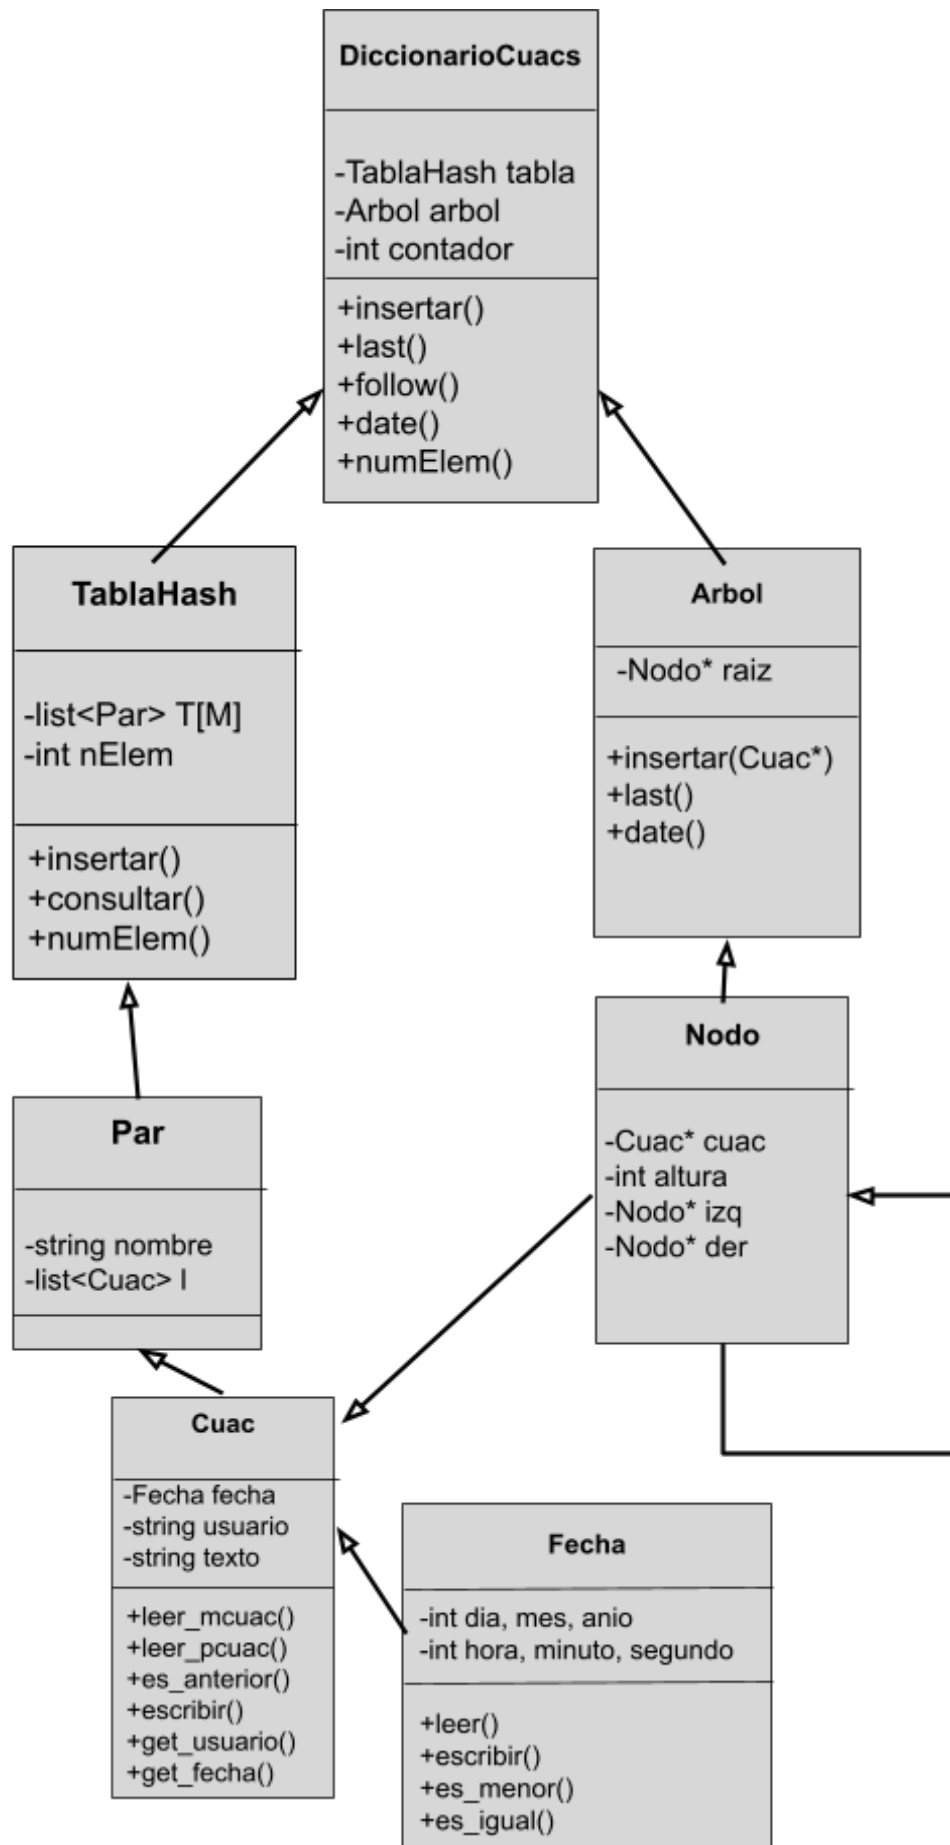 DiccionarioCuacs
-TablaHash tabla
-Arbol arbol
-int contador
+insertar()
+last()
+follow()
+date()
+numElem()
TablaHash
-list<Par> T[M]
-int nElem
+insertar()
+consultar()
+numElem()
Arbol
-Nodo* raiz
+insertar(Cuac*)
+last()
+date()
Par
-string nombre
-list<Cuac> l
Nodo
-Cuac* cuac
-int altura
-Nodo* izq
-Nodo* der
Cuac
-Fecha fecha
-string usuario
-string texto
+leer_mcuac()
+leer_pcuac()
+es_anterior()
+escribir()
+get_usuario()
+get_fecha()
Fecha
-int dia, mes, anio
-int hora, minuto, segundo
+leer()
+escribir()
+es_menor()
+es_igual()